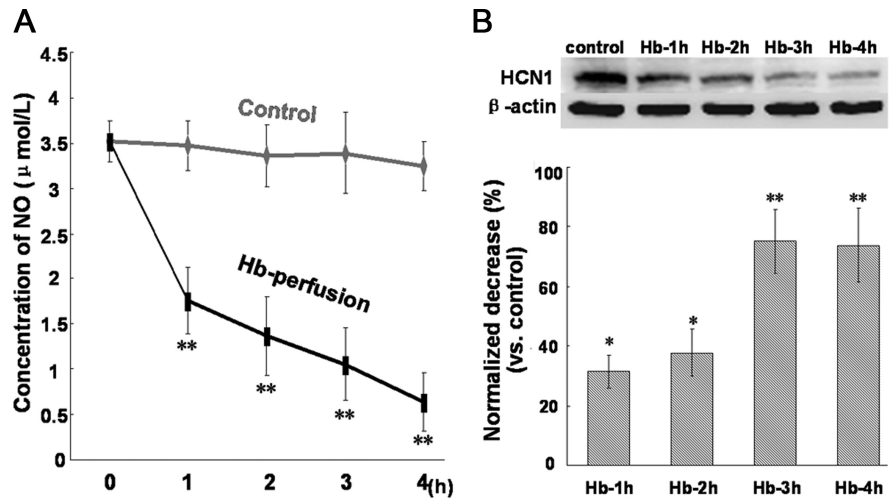 A
Concentration of NO (μ mol/L)
4.5
4
3.5
3
2.5
2
1.5
1
0.5
0
Control
Hb-perfusion
**
**
**
**
0 1 2 3 4 (h)
B
control Hb-1h Hb-2h Hb-3h Hb-4h
HCN1
β-actin
Normalized decrease (%)
(vs. control)
100
80
60
40
20
0
*
*
**
**
Hb-1h Hb-2h Hb-3h Hb-4h